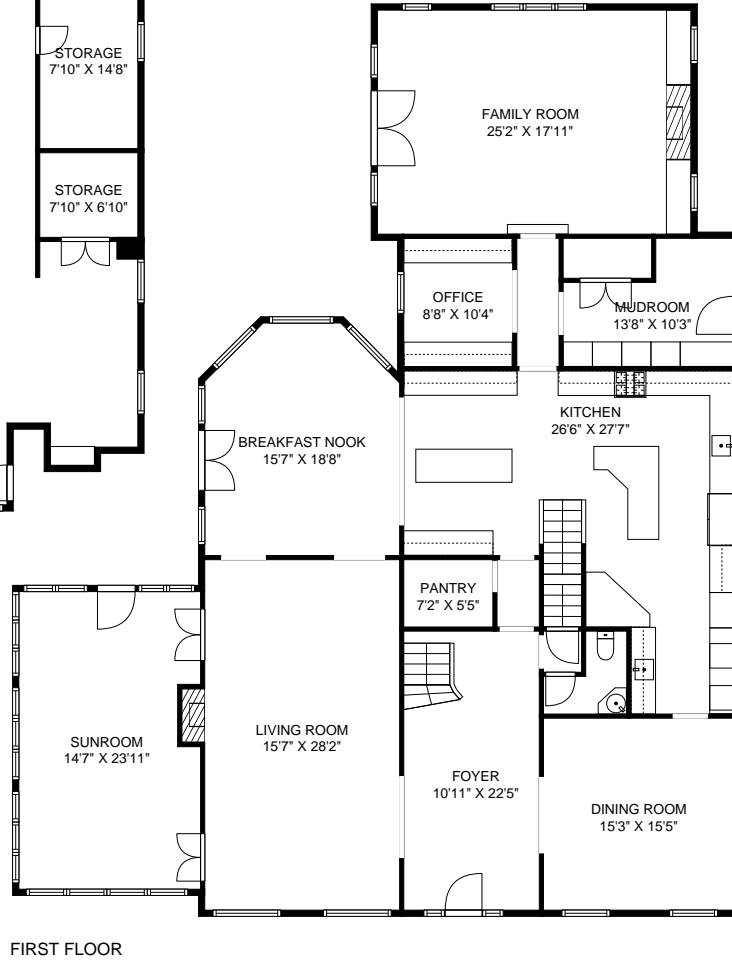 STORAGE
7'10" X 14'8"
FAMILY ROOM
25'2" X 17'11"
STORAGE
7'10" X 6'10"
OFFICE
8'8" X 10'4"
MUDROOM
13'8" X 10'3"
KITCHEN
26'6" X 27'7"
BREAKFAST NOOK
15'7" X 18'8"
PANTRY
7'2" X 5'5"
LIVING ROOM
15'7" X 28'2"
SUNROOM
14'7" X 23'11"
FOYER
10'11" X 22'5"
DINING ROOM
15'3" X 15'5"
FIRST FLOOR